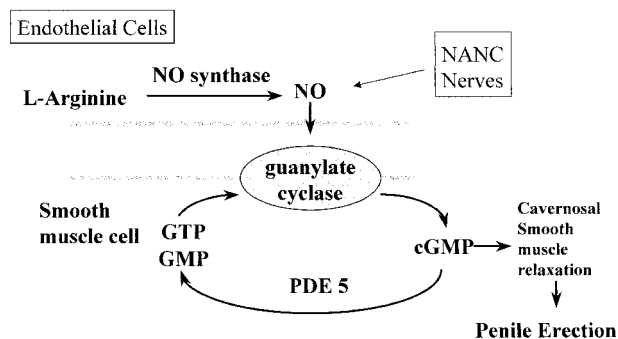 Endothelial Cells
NANC
Nerves
NO synthase
L-Arginine
NO
guanylate
cyclase
Smooth
muscle cell
GTP
GMP
cGMP
PDE 5
Cavernosal
Smooth
muscle
relaxation
Penile Erection